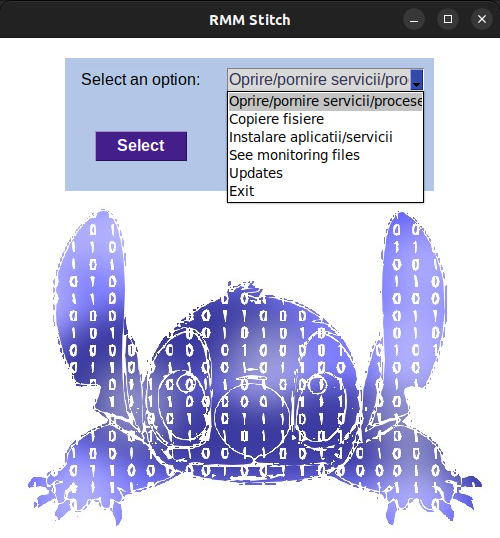 RMM Stitch
Select an option:
Oprire/pornire servicii/pro
Oprire/pornire servicii/procese
Copiere fisiere
Instalare aplicatii/servicii
See monitoring files
Updates
Exit
Select